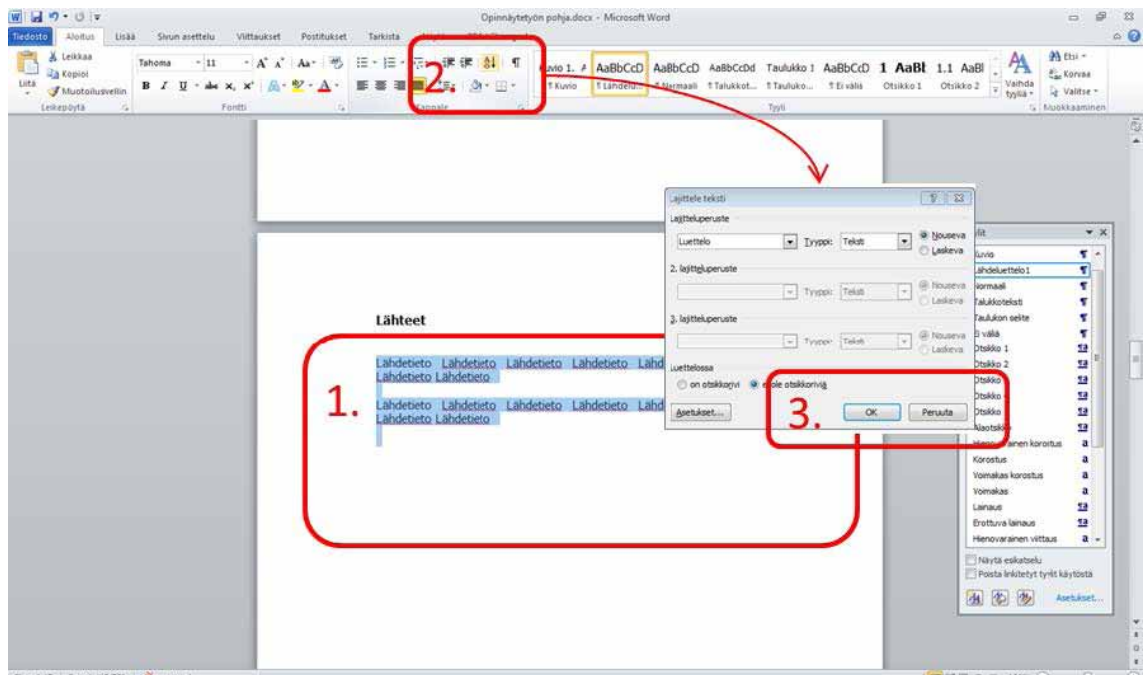 Opinnäytetyön pohja.docx - Microsoft Word
Tiedosto Aloitus Lisää Sivun asettelu Viittaukset Postitukset Tarkista
Leikkaa
Kopioi
Muotoilusivellin
Liitä
Leikepöytä
Tahoma 11
Fontti
Kappale
2.
AaBbCcD AaBbCcD AaBbCcDd Taulukko 1 AaBbCcD 1 AaBb 1.1 AaBl
Kuvio Normaali Talukkot... Tauluko... Ei väliä Otsikko 1 Otsikko 2
Tyyli
Vaihda tyyliä
Etsi
Korvaa
Valitse
Muokkaaminen
Lähteet
1.
Lähdetieto Lähdetieto Lähdetieto Lähdetieto Lähd
Lähdetieto Lähdetieto
Lähdetieto Lähdetieto Lähdetieto Lähdetieto Lähd
Lähdetieto Lähdetieto
Lajittele teksti
Lajitteluperuste
Luettelo Tyyppi: Teksti Nouseva
Laskeva
2. lajitteluperuste
Tyyppi: Teksti Nouseva
Laskeva
3. lajitteluperuste
Tyyppi: Teksti Nouseva
Laskeva
Luettelossa
on otsikkorivi ei ole otsikkoriviä
Asetukset... OK Peruuta
3.
Kuvio
Lähdeluettelo1
Normaali
Talukkoteksti
Taulukon selite
Ei väliä
Otsikko 1
Otsikko 2
Otsikko
Otsikko
Otsikko
Alaotsikko
Korostus
Voimakas korostus
Voimakas
Lainaus
Erottuva lainaus
Hienovarainen viittaus
Näytä esikatselu
Poista linkitetyt tyylit käytöstä
Asetukset...